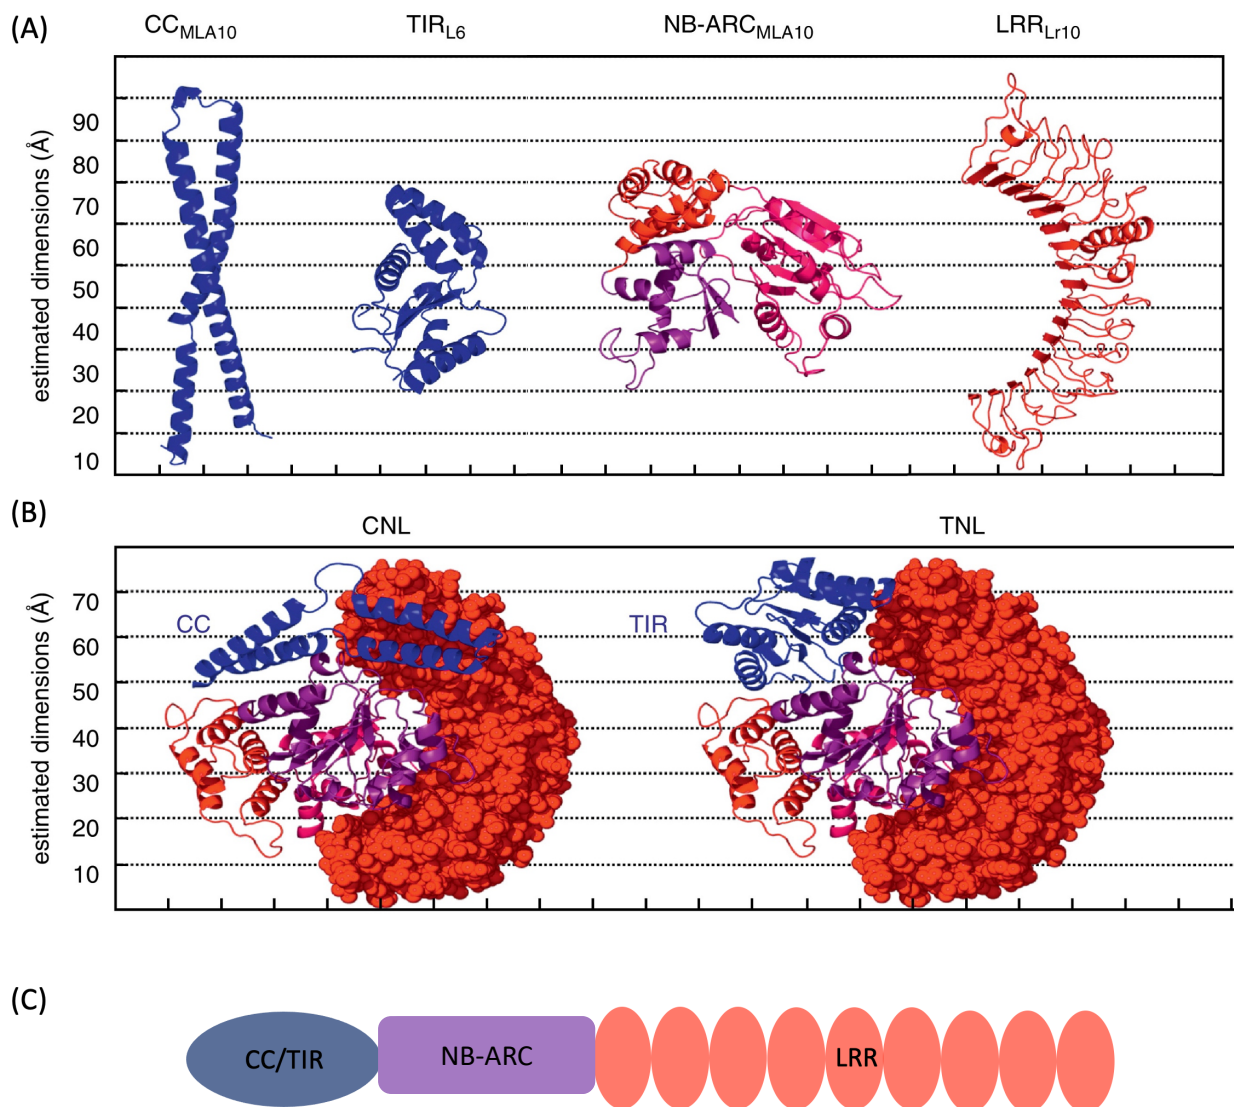 (A)
CCMLA10 TIRL6 NB-ARCMLA10 LRRLr10
estimated dimensions (Å)
90
80
70
60
50
40
30
20
10
(B)
CNL TNL
estimated dimensions (Å)
70
60
50
40
30
20
10
CC TIR
(C)
CC/TIR NB-ARC LRR